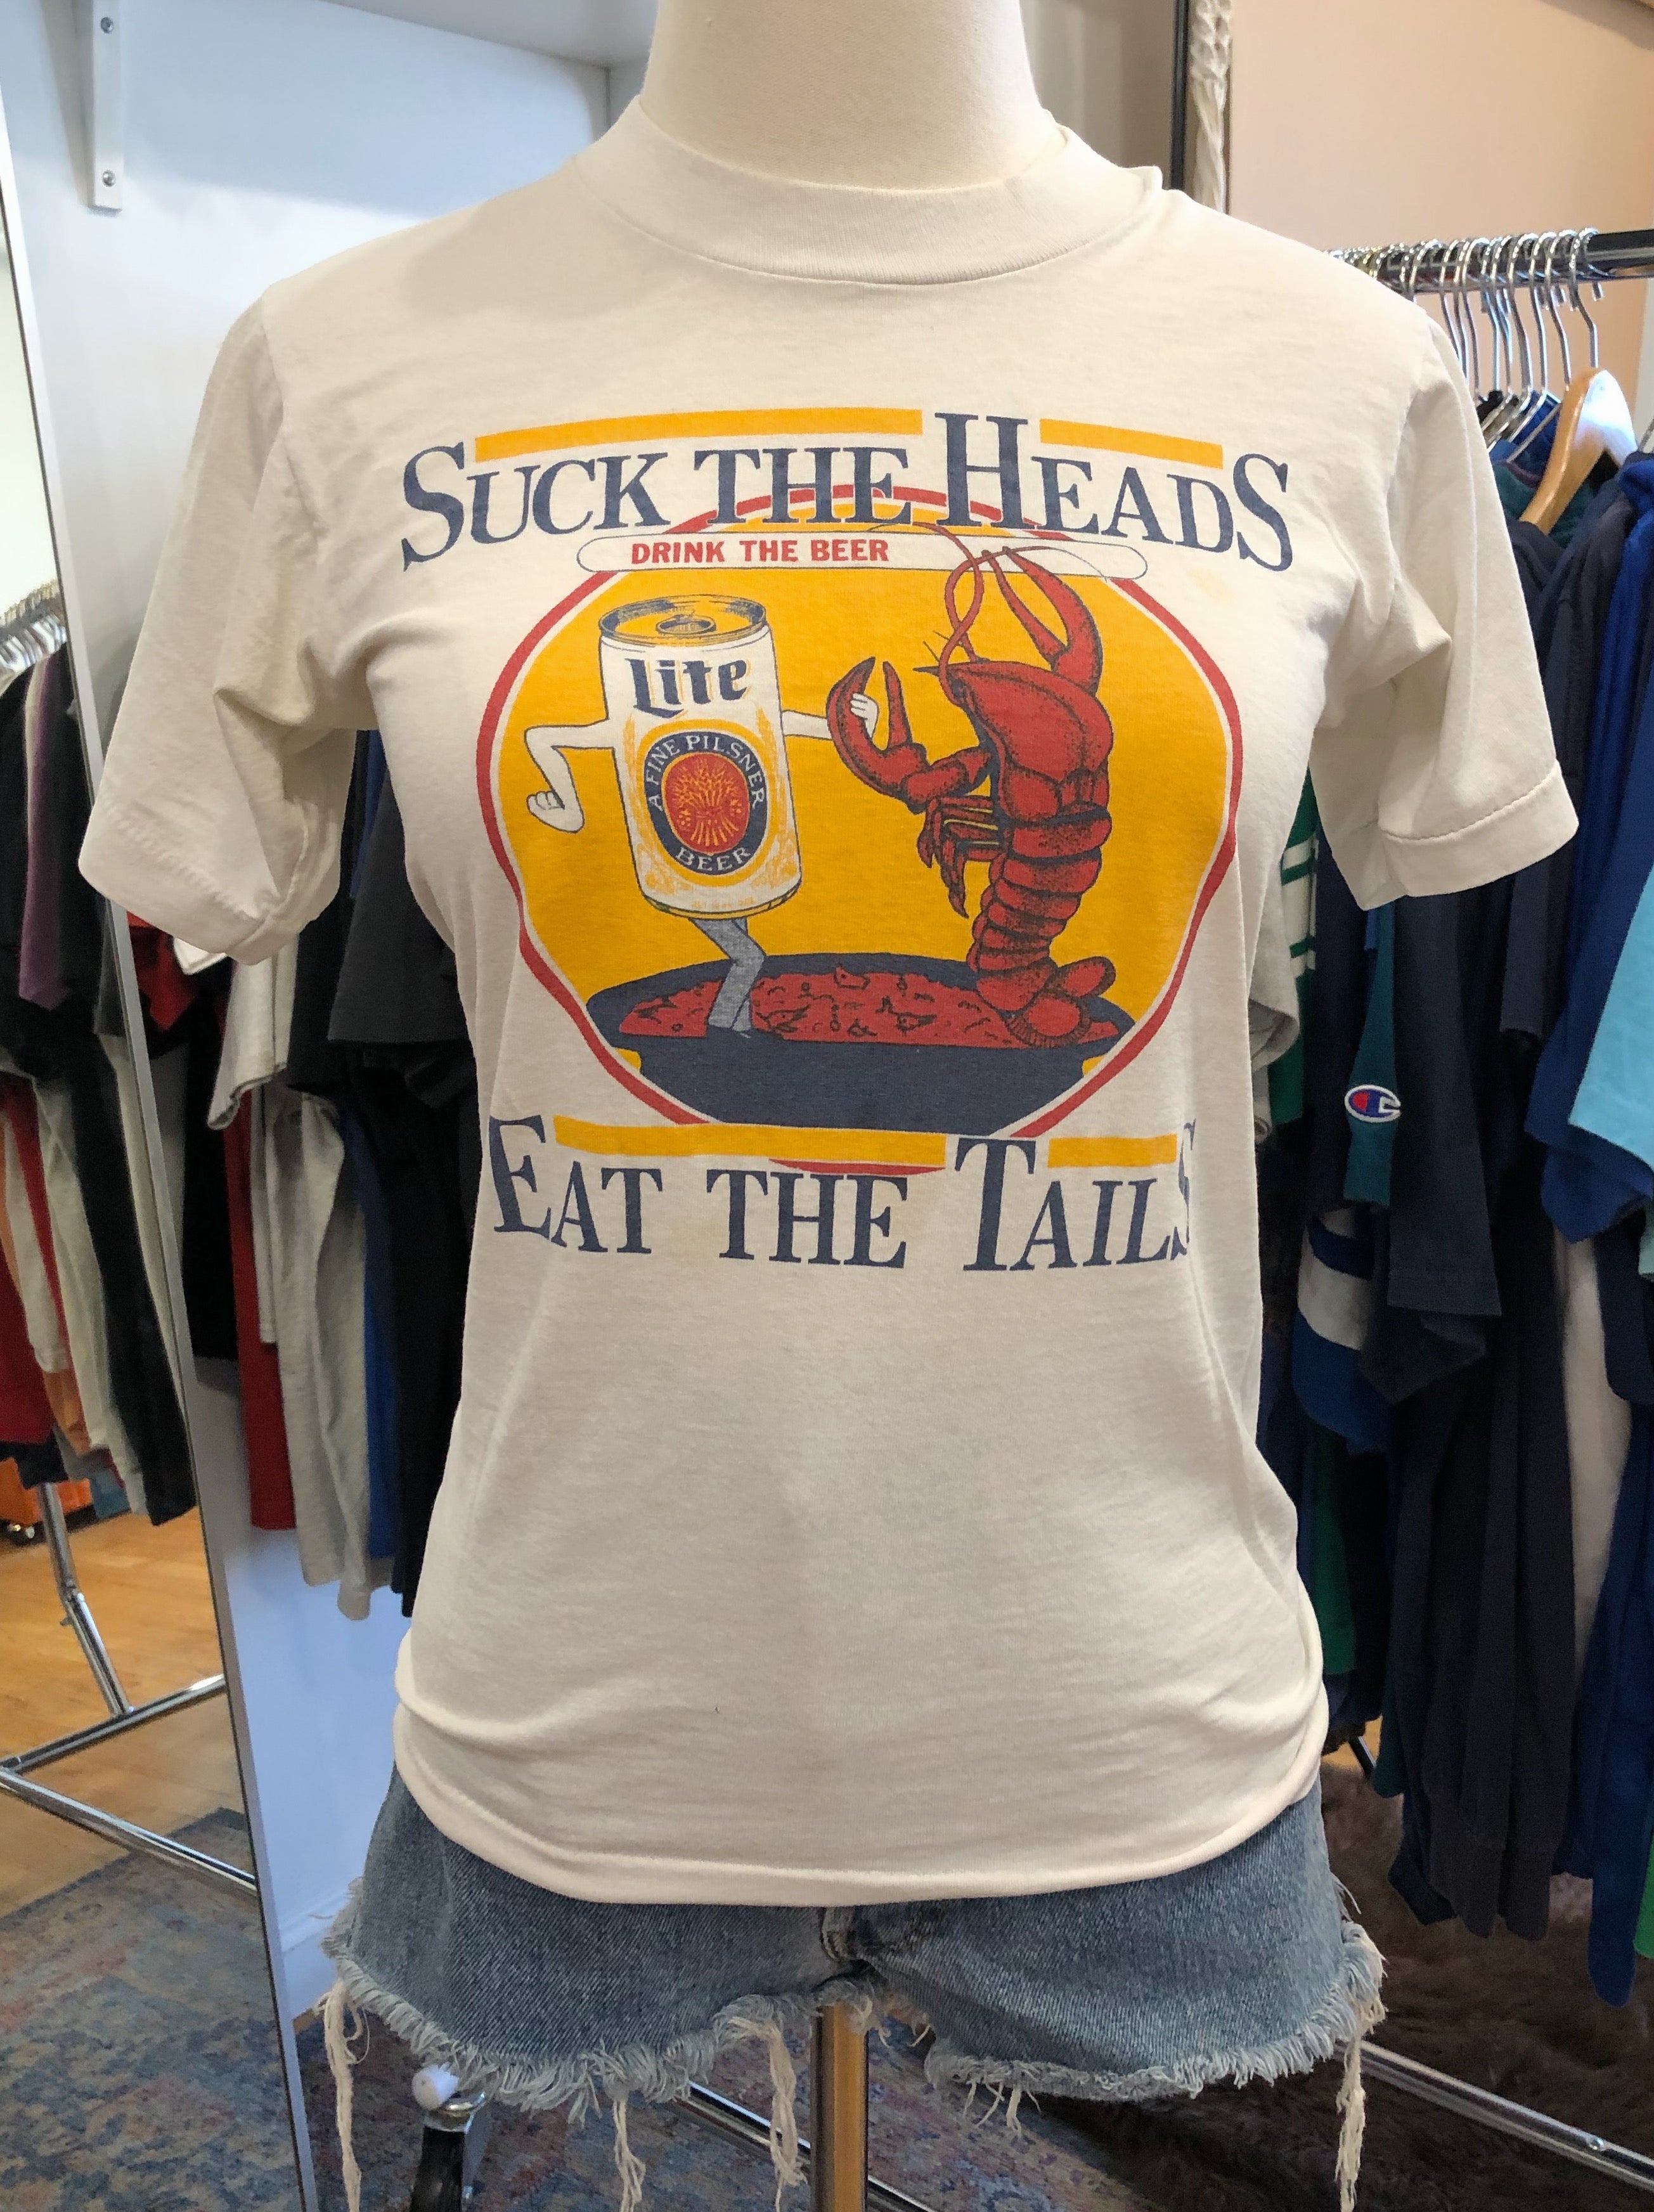 SUCK THE HEADS
DRINK THE BEER
Lite
A FINE PILSNER
BEER
EAT THE TAILS